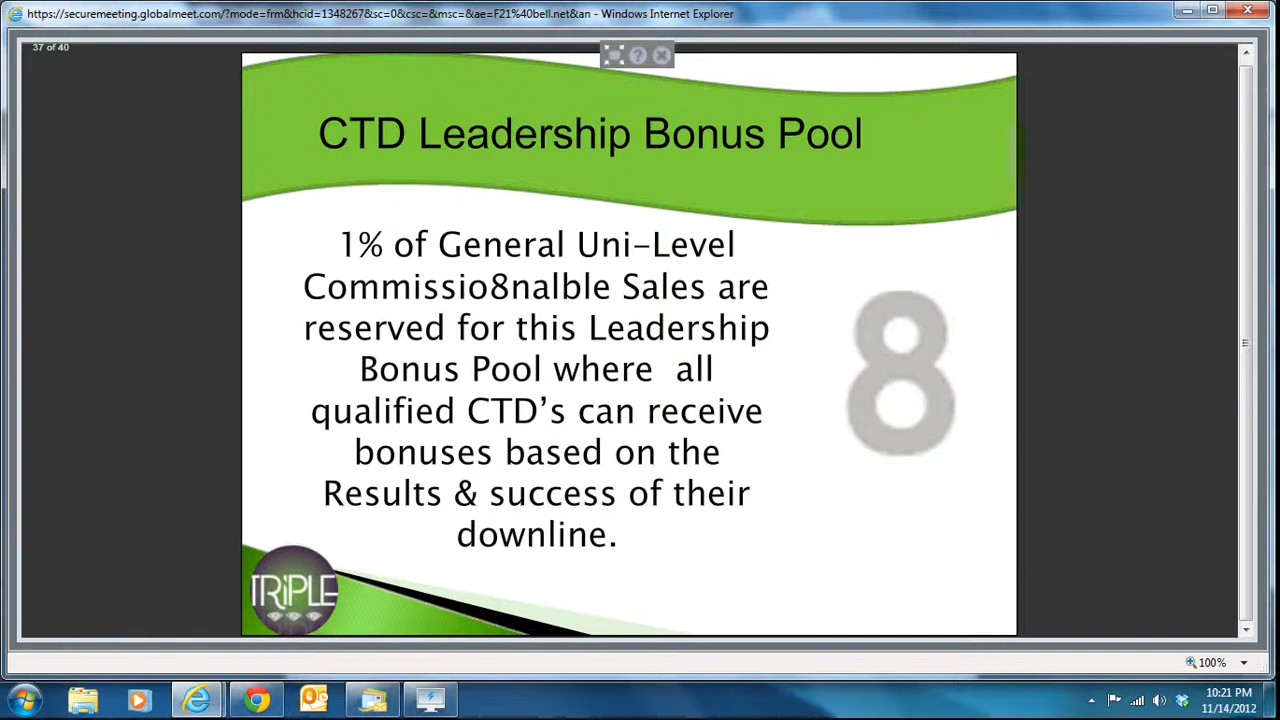 https://securemeeting.globalmeet.com/?mode=frm&hcid=1348267&sc=0&csc=&msc=&ae=F21%40bell.net&an - Windows Internet Explorer
37 of 40
CTD Leadership Bonus Pool
1% of General Uni-Level
Commissio8nalble Sales are
reserved for this Leadership
Bonus Pool where all
qualified CTD’s can receive
bonuses based on the
Results & success of their
downline.
8
TRiPLE
100%
10:21 PM
11/14/2012